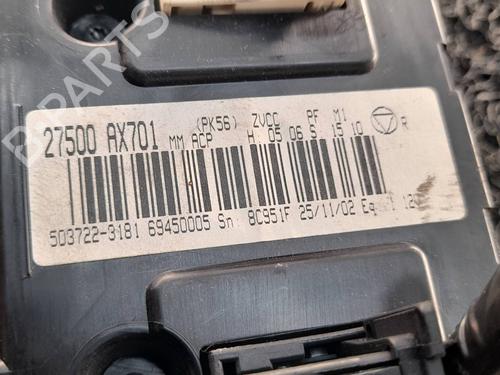 (PK56) ZVCC PF M1
27500 AX701 MM ACP H. 05 06 S 15 10 R
503722-3181 69450005 Sn: 8C951F 25/11/02 Eq
B-PARTS